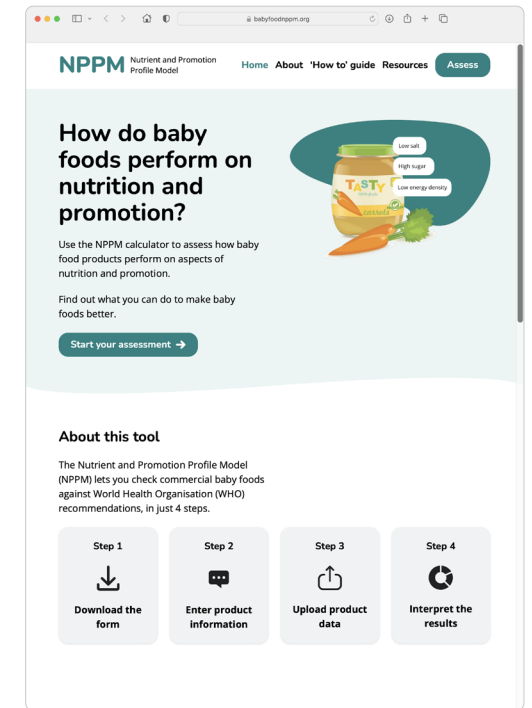 babyfoodnppm.org
NPPM
Nutrient and Promotion
Profile Model
Home About ‘How to’ guide Resources Assess
How do baby
foods perform on
nutrition and
promotion?
Low salt
High sugar
Low energy density
TASTY
carrots
Use the NPPM calculator to assess how baby
food products perform on aspects of
nutrition and promotion.
Find out what you can do to make baby
foods better.
Start your assessment
About this tool
The Nutrient and Promotion Profile Model
(NPPM) lets you check commercial baby foods
against World Health Organisation (WHO)
recommendations, in just 4 steps.
Step 1
Download the
form
Step 2
Enter product
information
Step 3
Upload product
data
Step 4
Interpret the
results